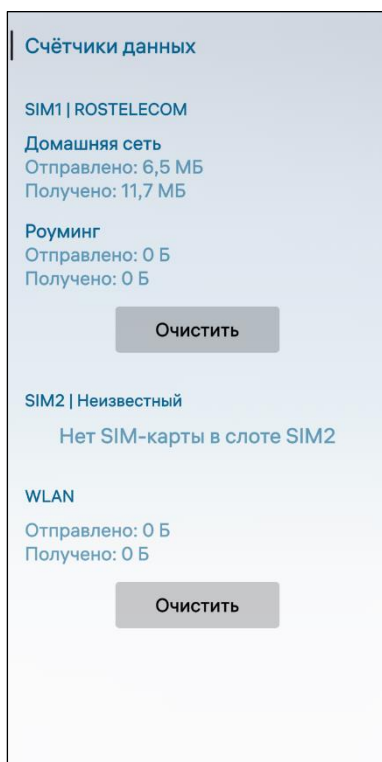 Счётчики данных
SIM1 | ROSTELECOM
Домашняя сеть
Отправлено: 6,5 МБ
Получено: 11,7 МБ
Роуминг
Отправлено: 0 Б
Получено: 0 Б
Очистить
SIM2 | Неизвестный
Нет SIM-карты в слоте SIM2
WLAN
Отправлено: 0 Б
Получено: 0 Б
Очистить